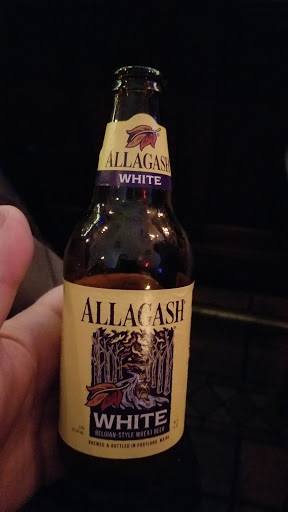 ALLAGASH
WHITE
ALLAGASH
WHITE
BELGIAN-STYLE WHEAT BEER
BREWED & BOTTLED IN PORTLAND, MAINE